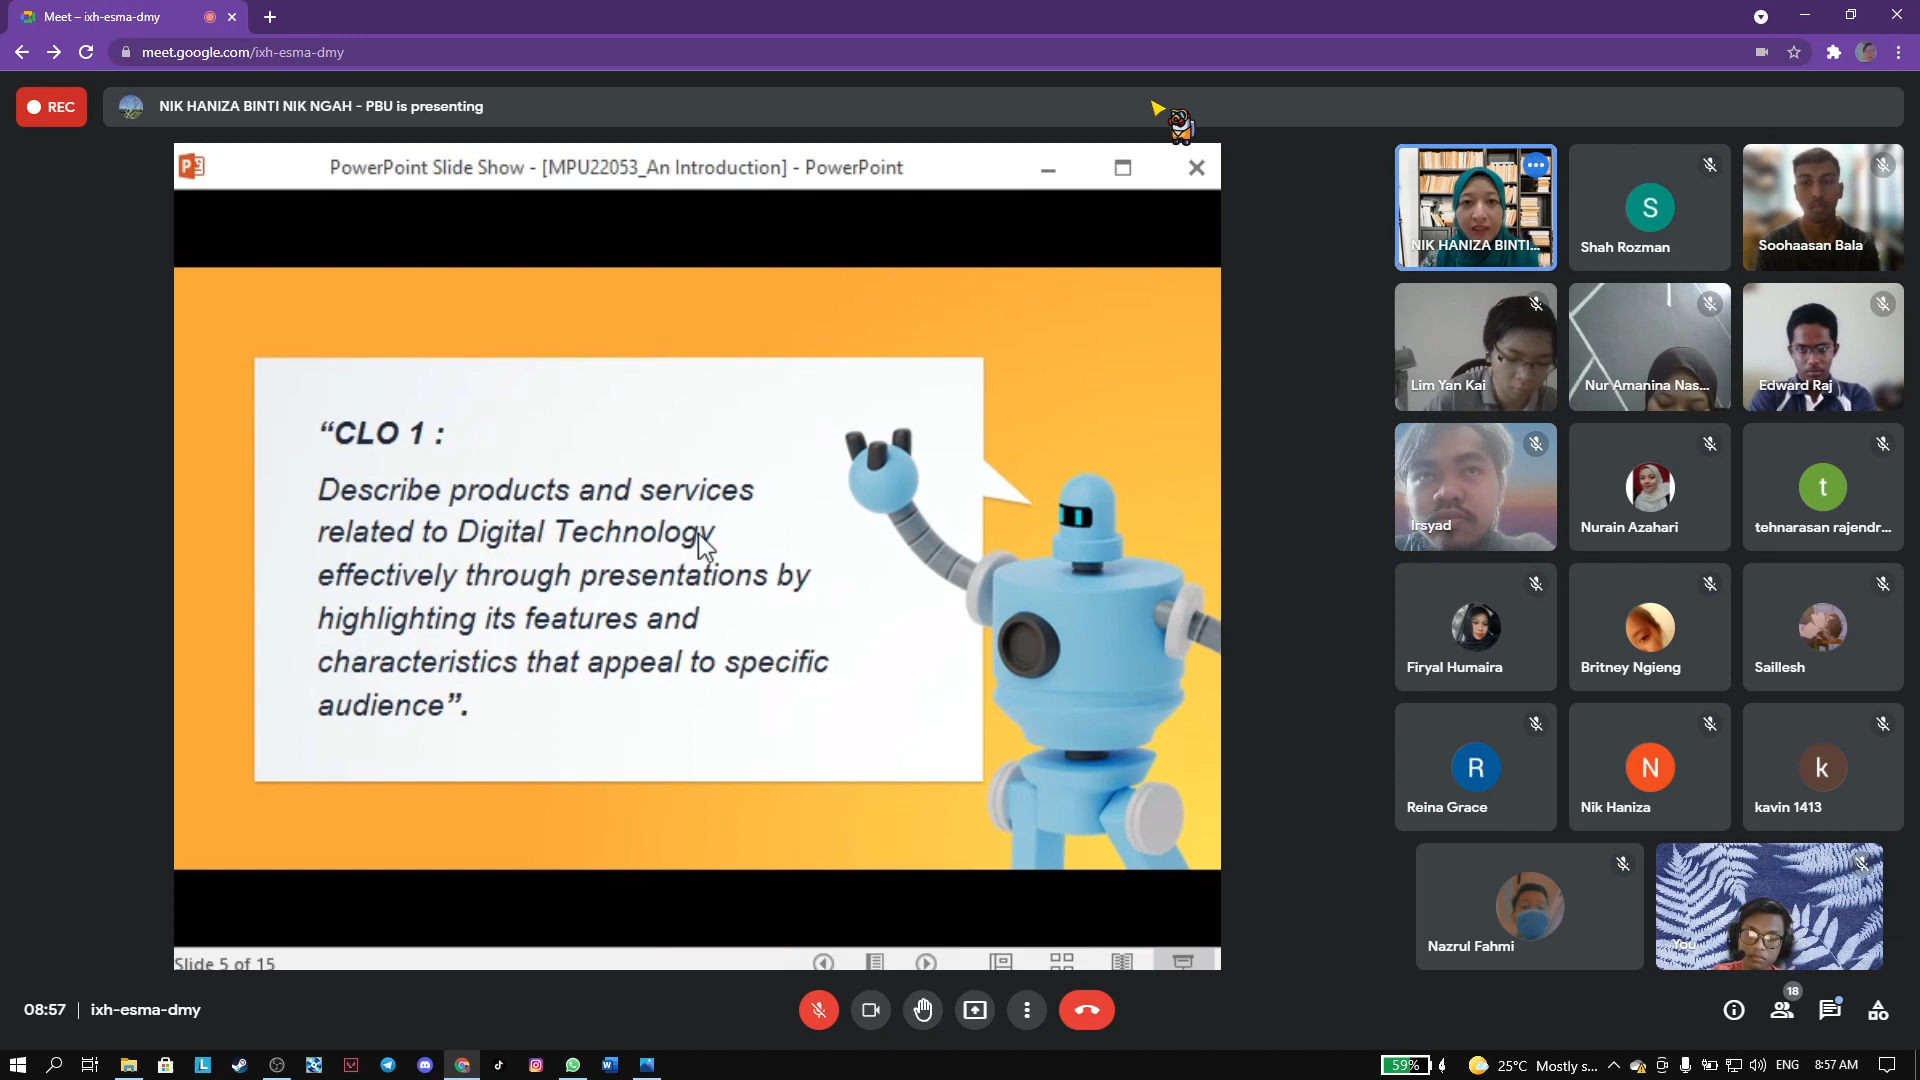 Meet – ixh-esma-dmy
meet.google.com/ixh-esma-dmy
REC
NIK HANIZA BINTI NIK NGAH - PBU is presenting
PowerPoint Slide Show - [MPU22053_An Introduction] - PowerPoint
“CLO 1 :
Describe products and services
related to Digital Technology
effectively through presentations by
highlighting its features and
characteristics that appeal to specific
audience”.
Slide 5 of 15
NIK HANIZA BINTI...
S
Shah Rozman
Soohaasan Bala
Lim Yan Kai
Nur Amanina Nas...
Edward Raj
Irsyad
Nurain Azahari
t
tehnarasan rajendr...
Firyal Humaira
Britney Ngieng
Saillesh
R
Reina Grace
N
Nik Haniza
k
kavin 1413
Nazrul Fahmi
You
08:57
ixh-esma-dmy
18
59%
25°C Mostly s...
ENG
8:57 AM